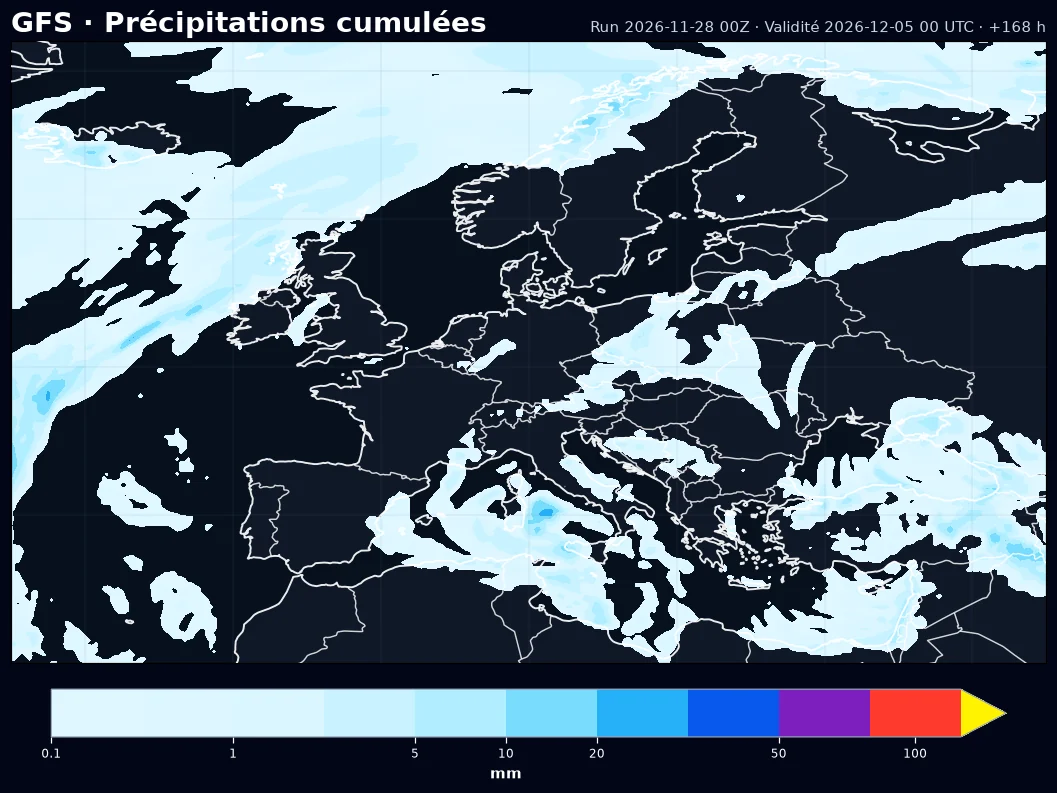 GFS · Précipitations cumulées
Run 2026-11-28 00Z · Validité 2026-12-05 00 UTC · +168 h
0.1 1 5 10 20 50 100
mm